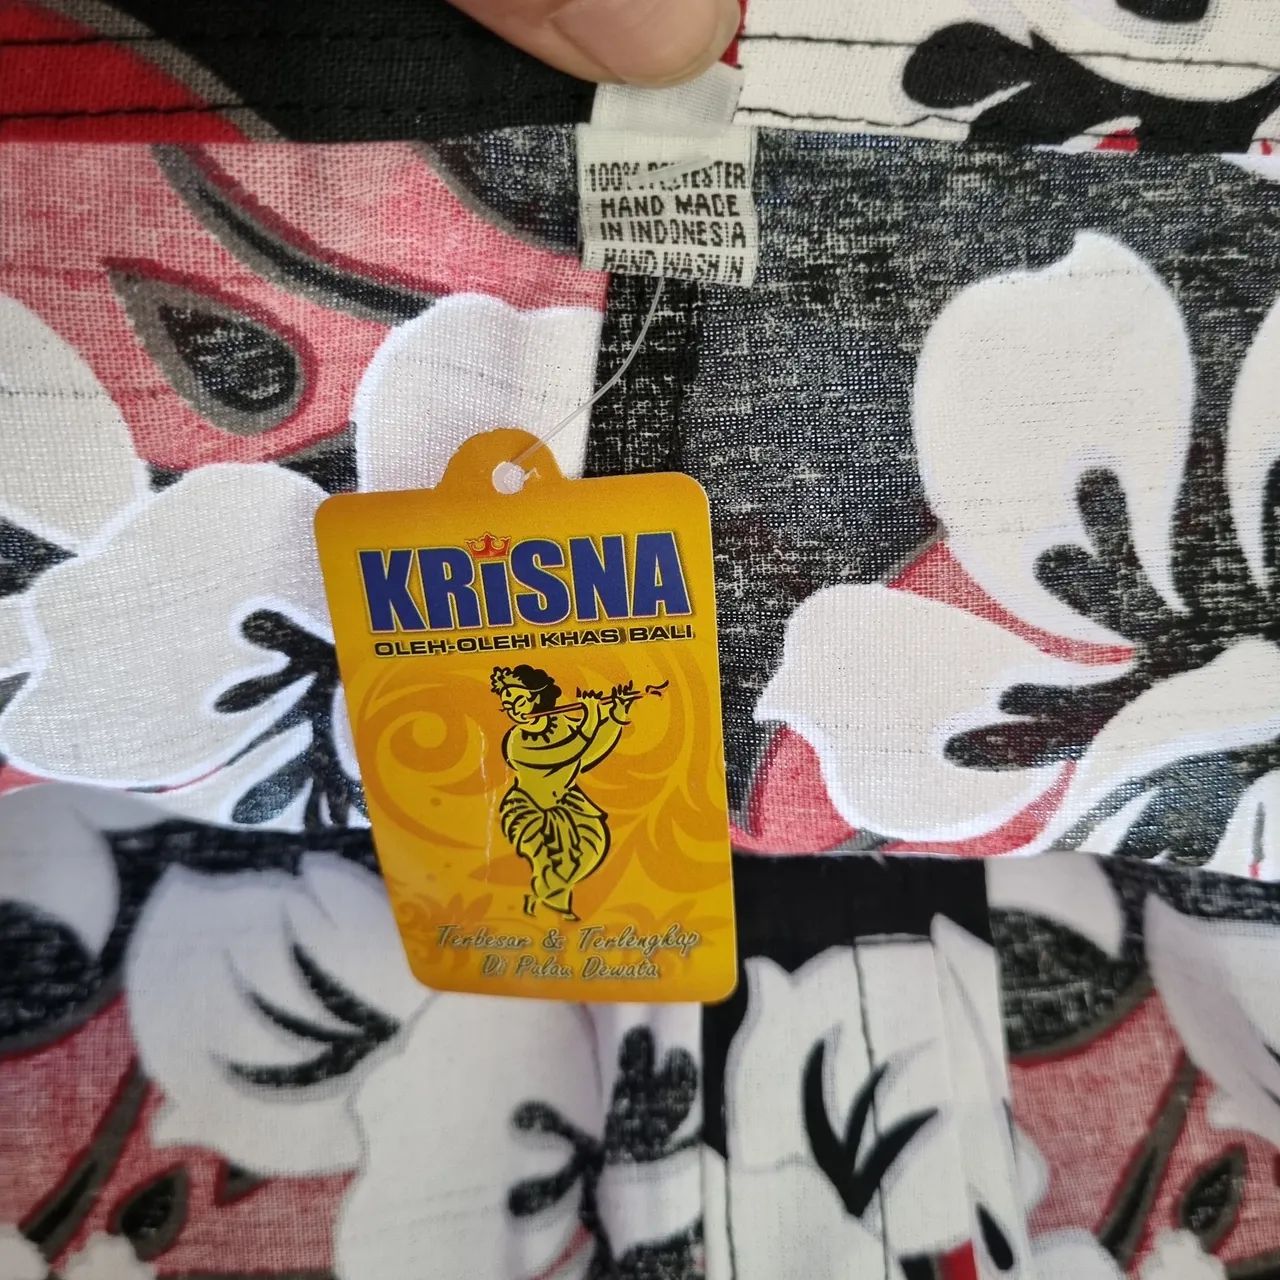 100% POLYESTER
HAND MADE
IN INDONESIA
HAND WASH IN
KRiSNA
OLEH-OLEH KHAS BALI
Terbesar & Terlengkap
Di Pulau Dewata